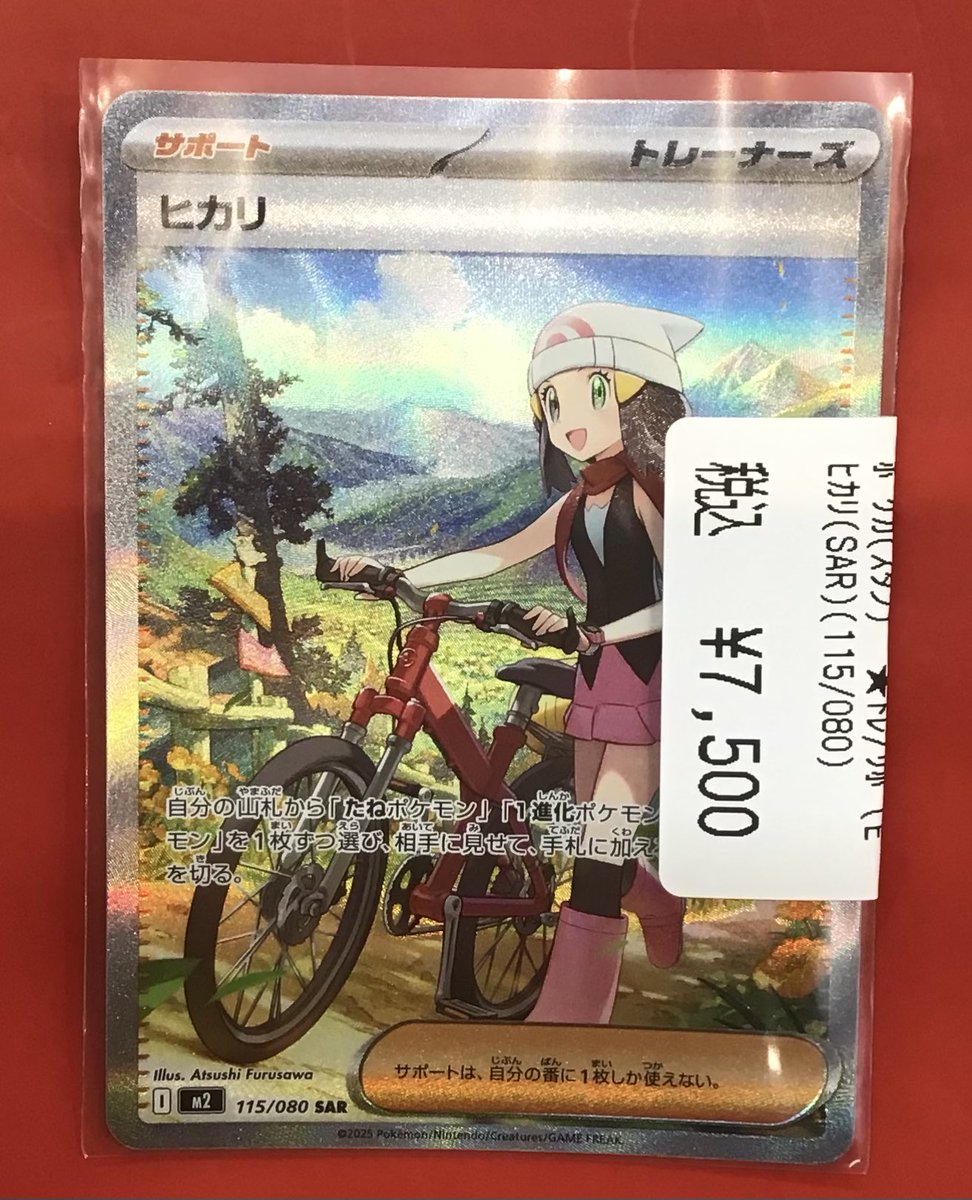 サポート
トレーナーズ
ヒカリ
自分の山札から「たねポケモン」「1進化ポケモン
モン」を1枚ずつ選び、相手に見せて、手札に加え
を切る。
サポートは、自分の番に1枚しか使えない。
Illus. Atsushi Furusawa
I m2 115/080 SAR
©2025 Pokémon/Nintendo/Creatures/GAME FREAK
ヒカリ(SAR)(115/080)
税込 ¥7,500